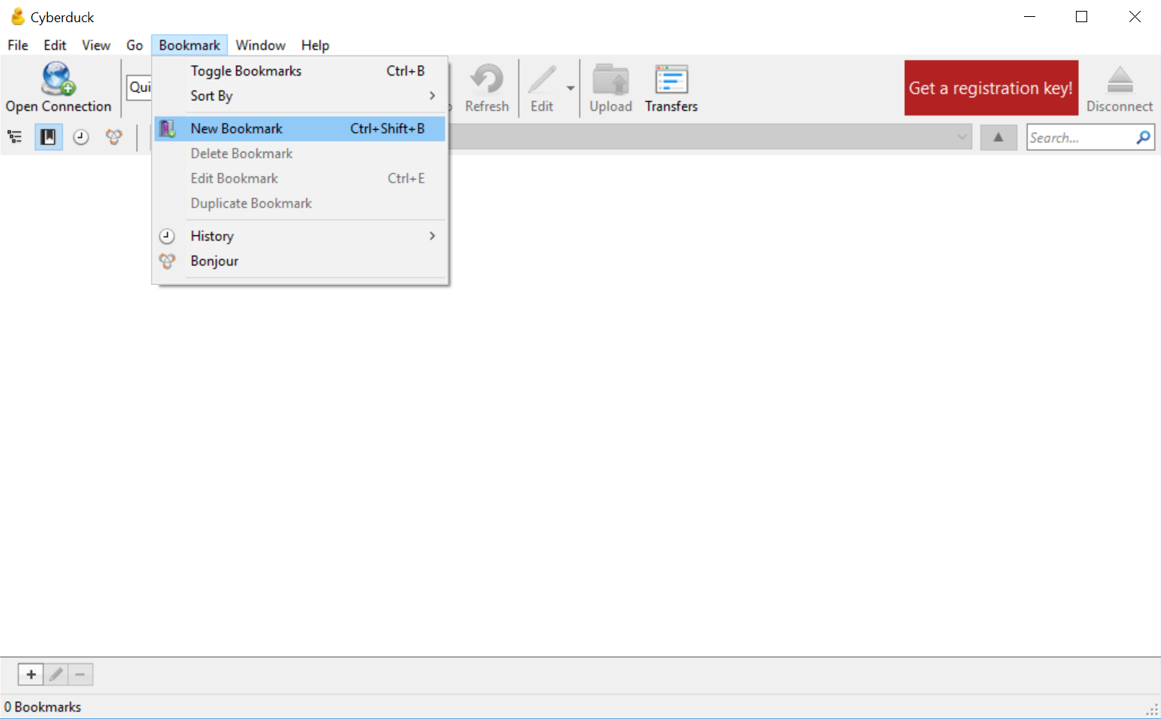 Cyberduck
File Edit View Go Bookmark Window Help
Toggle Bookmarks Ctrl+B
Sort By
New Bookmark Ctrl+Shift+B
Delete Bookmark
Edit Bookmark Ctrl+E
Duplicate Bookmark
History
Bonjour
Open Connection
Qui
Refresh
Edit
Upload
Transfers
Get a registration key!
Disconnect
Search...
0 Bookmarks